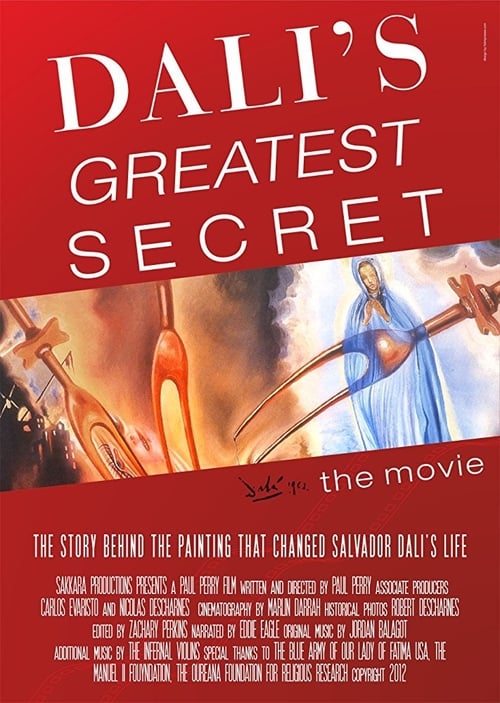 DALI'S
GREATEST
SECRET
Dalí 1962
the movie
THE STORY BEHIND THE PAINTING THAT CHANGED SALVADOR DALI'S LIFE
SAKKARA PRODUCTIONS PRESENTS A PAUL PERRY FILM WRITTEN AND DIRECTED BY PAUL PERRY ASSOCIATE PRODUCERS
CARLOS EVARISTO AND NICOLAS DESCHARNES CINEMATOGRAPHY BY MARLIN DARRAH HISTORICAL PHOTOS ROBERT DESCHARNES
EDITED BY ZACHARY PERKINS NARRATED BY EDDIE EAGLE ORIGINAL MUSIC BY JORDAN BALAGOT
ADDITIONAL MUSIC BY THE INFERNAL VIOLINS SPECIAL THANKS TO THE BLUE ARMY OF OUR LADY OF FATIMA USA, THE
MANUEL II FOUYNDATION, THE OUREANA FOUNDATION FOR RELIGIOUS RESEARCH COPYRIGHT 2012